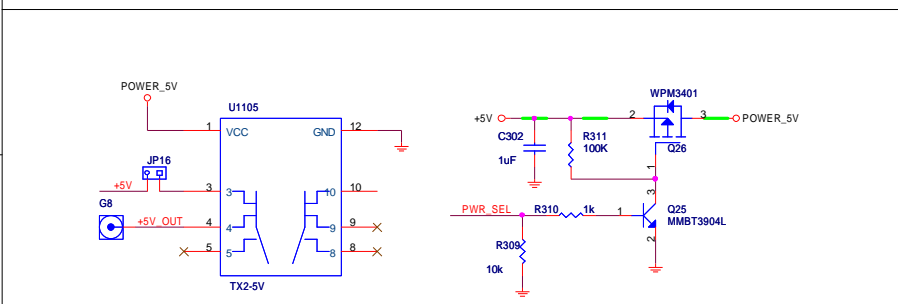 POWER_5V
U1105
1
VCC
GND
12
JP16
+5V
3
3
10
10
G8
+5V_OUT
4
4
9
9
5
5
8
8
TX2-5V
WPM3401
+5V
2
3
POWER_5V
C302
1uF
R311
100K
Q26
1
3
PWR_SEL
R310
1k
1
Q25
MMBT3904L
2
R309
10k